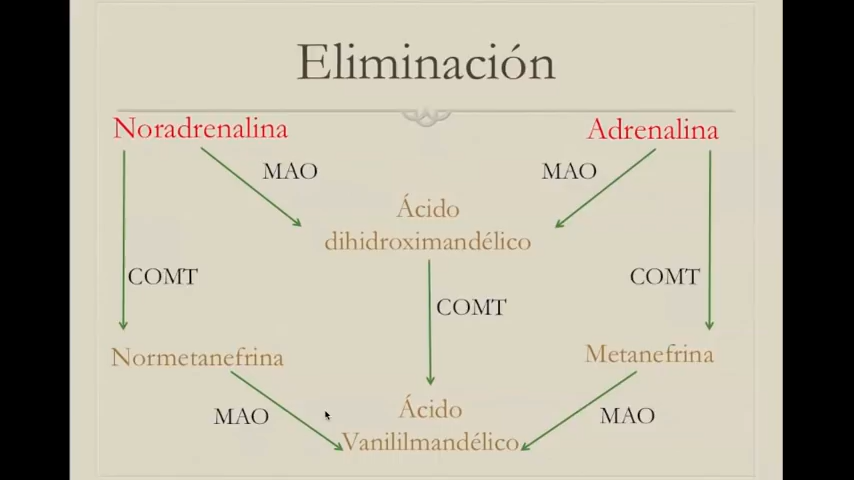 Eliminación
Noradrenalina
Adrenalina
MAO
MAO
Ácido
dihidroximandélico
COMT
COMT
COMT
Normetanefrina
Metanefrina
MAO
Ácido
Vanililmandélico
MAO